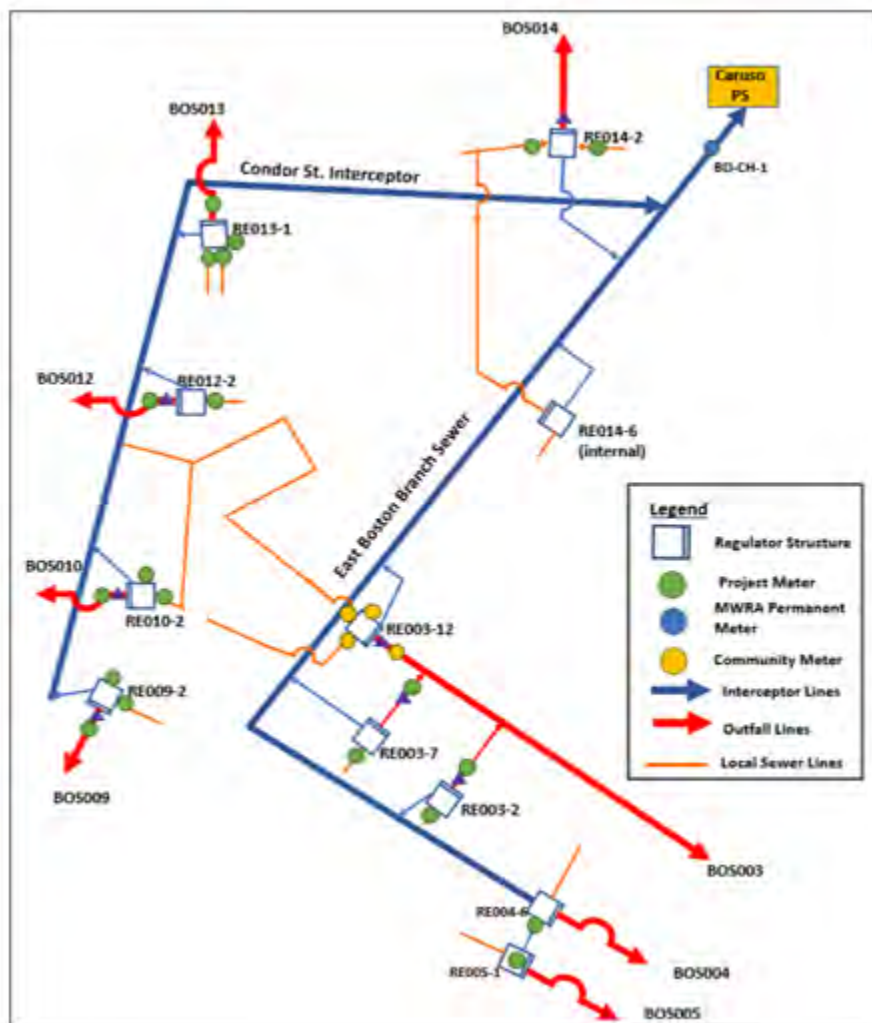 BOS014
Caruso
PS
BOS013
RE014-2
BO-CH-1
Condor St. Interceptor
RE013-1
BOS012
RE012-2
RE014-6
(internal)
East Boston Branch Sewer
Legend
Regulator Structure
Project Meter
MWRA Permanent
Meter
Community Meter
Interceptor Lines
Outfall Lines
Local Sewer Lines
BOS010
RE010-2
RE003-12
RE009-2
RE003-7
BOS009
RE003-2
BOS003
RE004-6
RE005-1
BOS004
BOS005